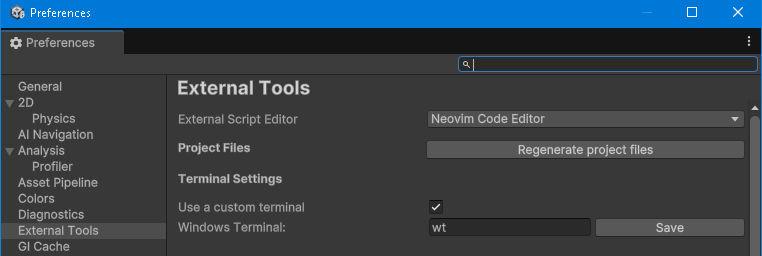 Preferences
Preferences
General
2D
Physics
AI Navigation
Analysis
Profiler
Asset Pipeline
Colors
Diagnostics
External Tools
GI Cache
External Tools
External Script Editor
Neovim Code Editor
Project Files
Regenerate project files
Terminal Settings
Use a custom terminal
Windows Terminal:
wt
Save